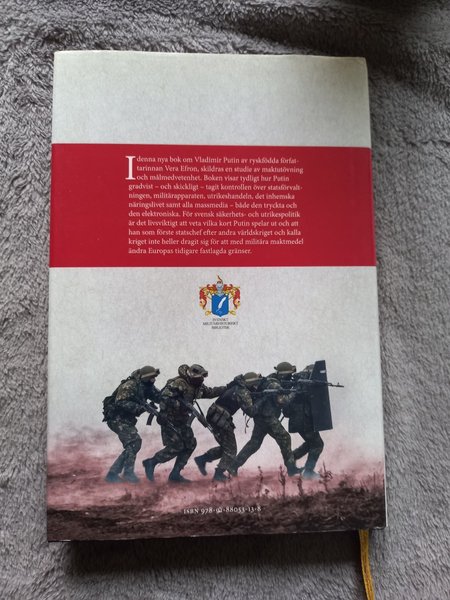 I denna nya bok om Vladimir Putin av ryskfödda förfat-
tarinnan Vera Efron, skildras en studie av maktutövning
och målmedvetenhet. Boken visar tydligt hur Putin
gradvist – och skickligt – tagit kontrollen över statsförvalt-
ningen, militärapparaten, utrikeshandeln, det inhemska
näringslivet samt alla massmedia – både den tryckta och
den elektroniska. För svensk säkerhets- och utrikespolitik
är det livsviktigt att veta vilka kort Putin spelar ut och att
han som förste statschef efter andra världskriget och kalla
kriget inte heller dragit sig för att med militära maktmedel
ändra Europas tidigare fastlagda gränser.
SVENSKT
MILITÄRHISTORISKT
BIBLIOTEK
ISBN 978-91-88053-13-8